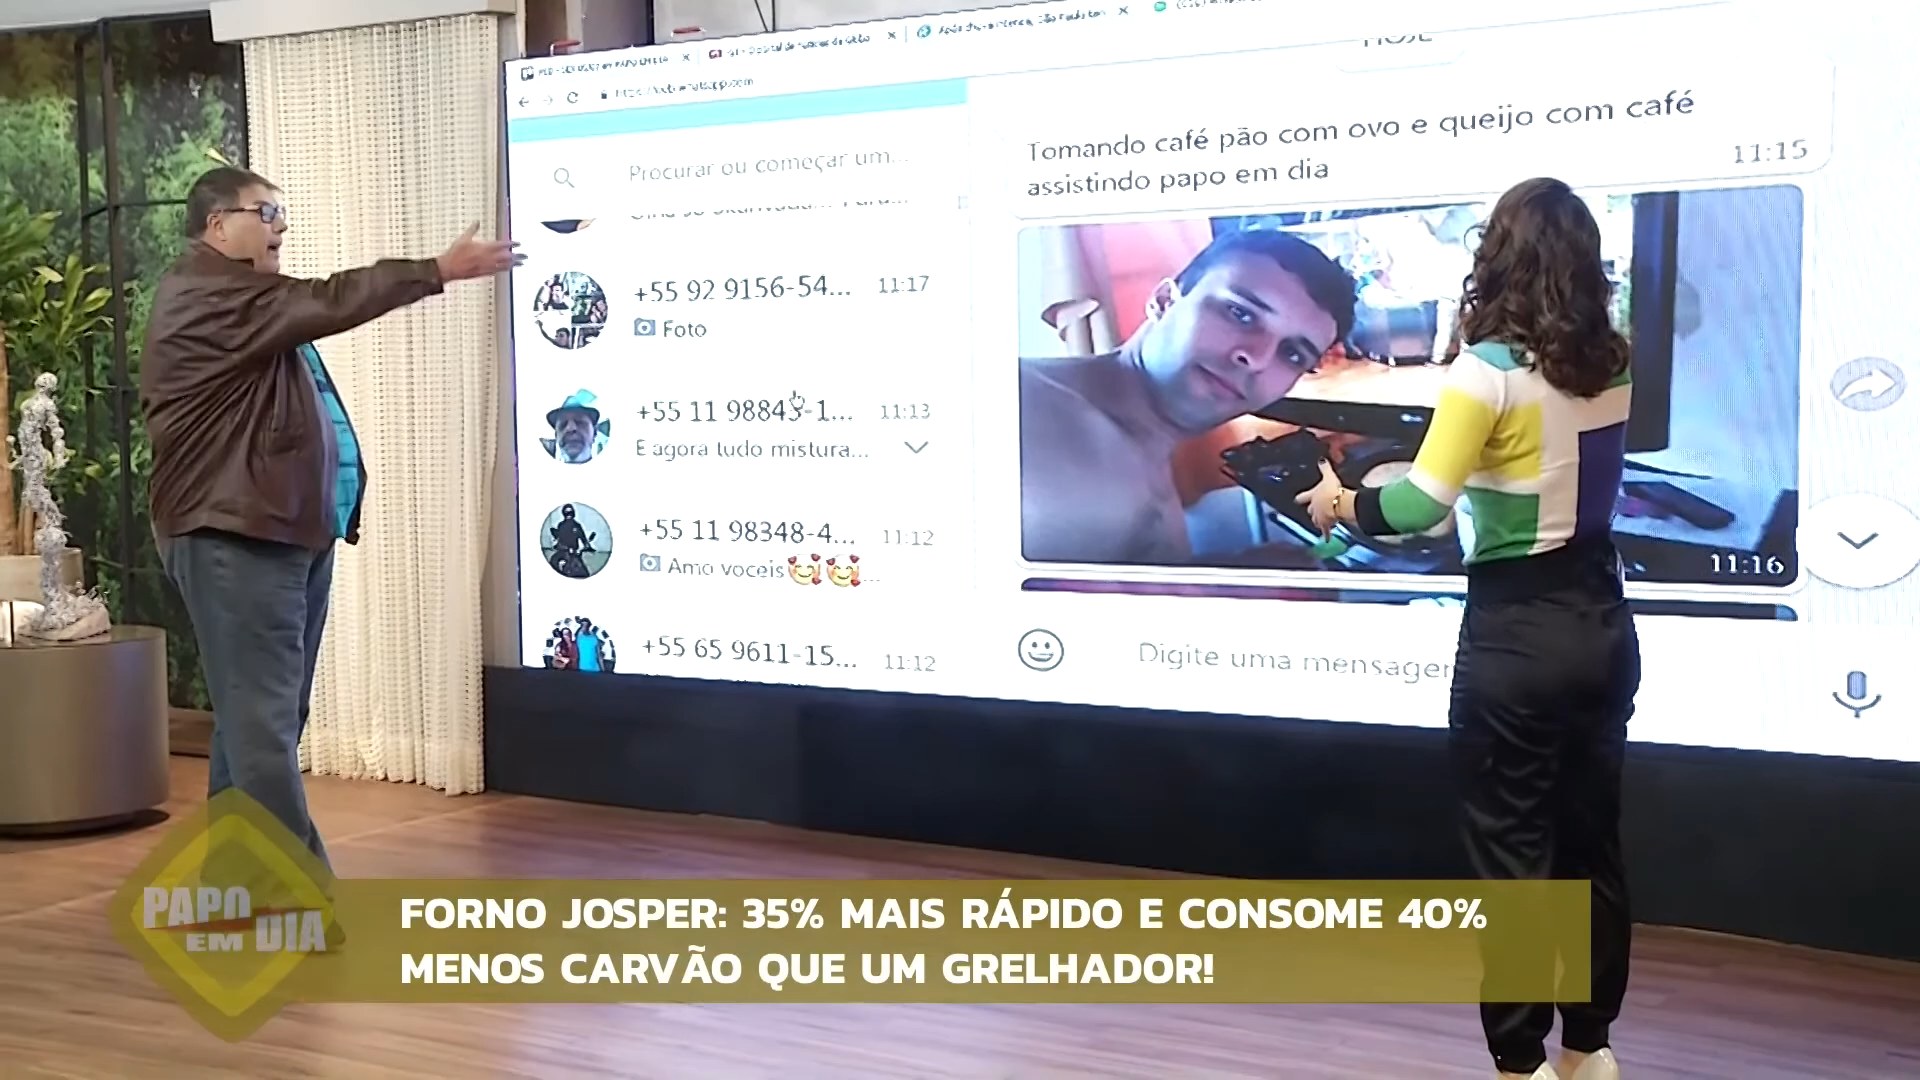 Procurar ou começar um...
+55 92 9156-54... 11:17
Foto
+55 11 98843-1... 11:13
E agora tudo mistura...
+55 11 98348-4... 11:12
Amo voceis🥰🥰...
+55 65 9611-15... 11:12
HOJE
Tomando café pão com ovo e queijo com café
assistindo papo em dia
11:15
11:16
Digite uma mensagem
PAPO
EM DIA
FORNO JOSPER: 35% MAIS RÁPIDO E CONSOME 40%
MENOS CARVÃO QUE UM GRELHADOR!